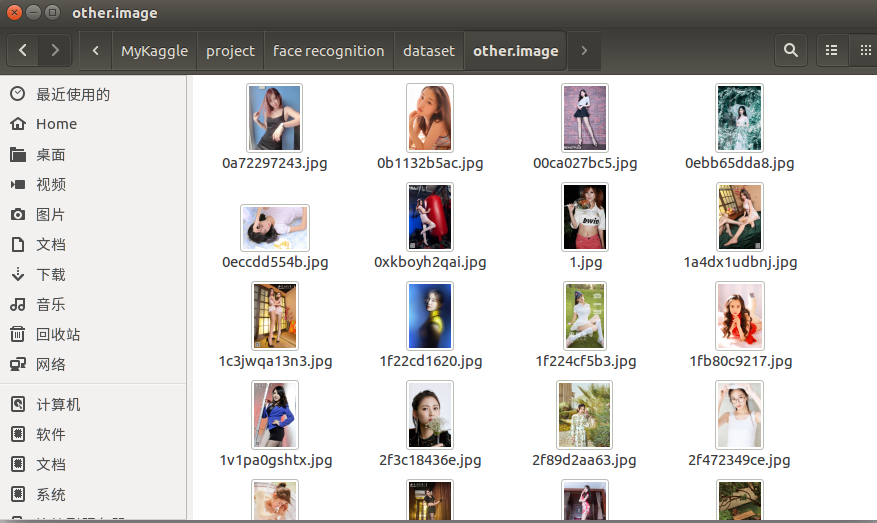 other.image
MyKaggle
project
face recognition
dataset
other.image
最近使用的
Home
桌面
视频
图片
文档
下载
音乐
回收站
网络
计算机
软件
文档
系统
0a72297243.jpg
0b1132b5ac.jpg
00ca027bc5.jpg
0ebb65dda8.jpg
0eccdd554b.jpg
0xkboyh2qai.jpg
1.jpg
1a4dx1udbnj.jpg
1c3jwqa13n3.jpg
1f22cd1620.jpg
1f224cf5b3.jpg
1fb80c9217.jpg
1v1pa0gshtx.jpg
2f3c18436e.jpg
2f89d2aa63.jpg
2f472349ce.jpg